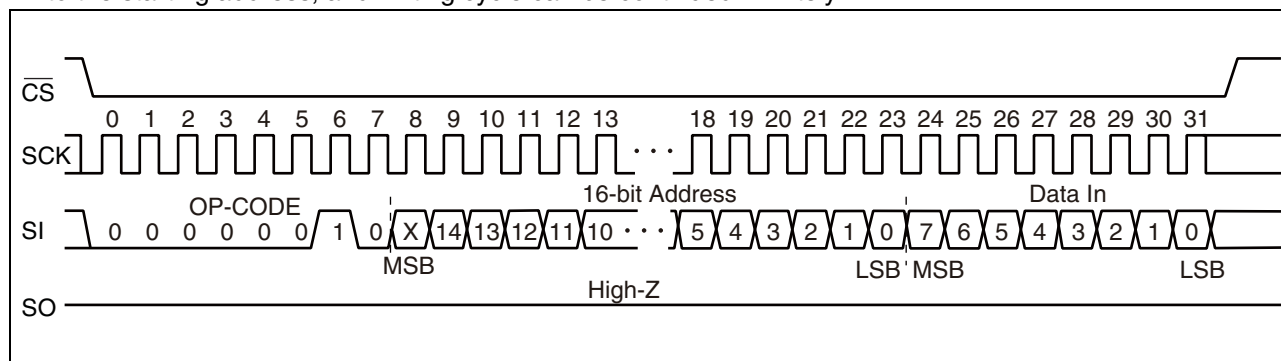 CS
0 1 2 3 4 5 6 7 8 9 10 11 12 13 18 19 20 21 22 23 24 25 26 27 28 29 30 31
SCK
···
16-bit Address
Data In
OP-CODE
SI 0 0 0 0 0 0 1 0 X 14 13 12 11 10 ··· 5 4 3 2 1 0 7 6 5 4 3 2 1 0
MSB LSB MSB LSB
High-Z
SO